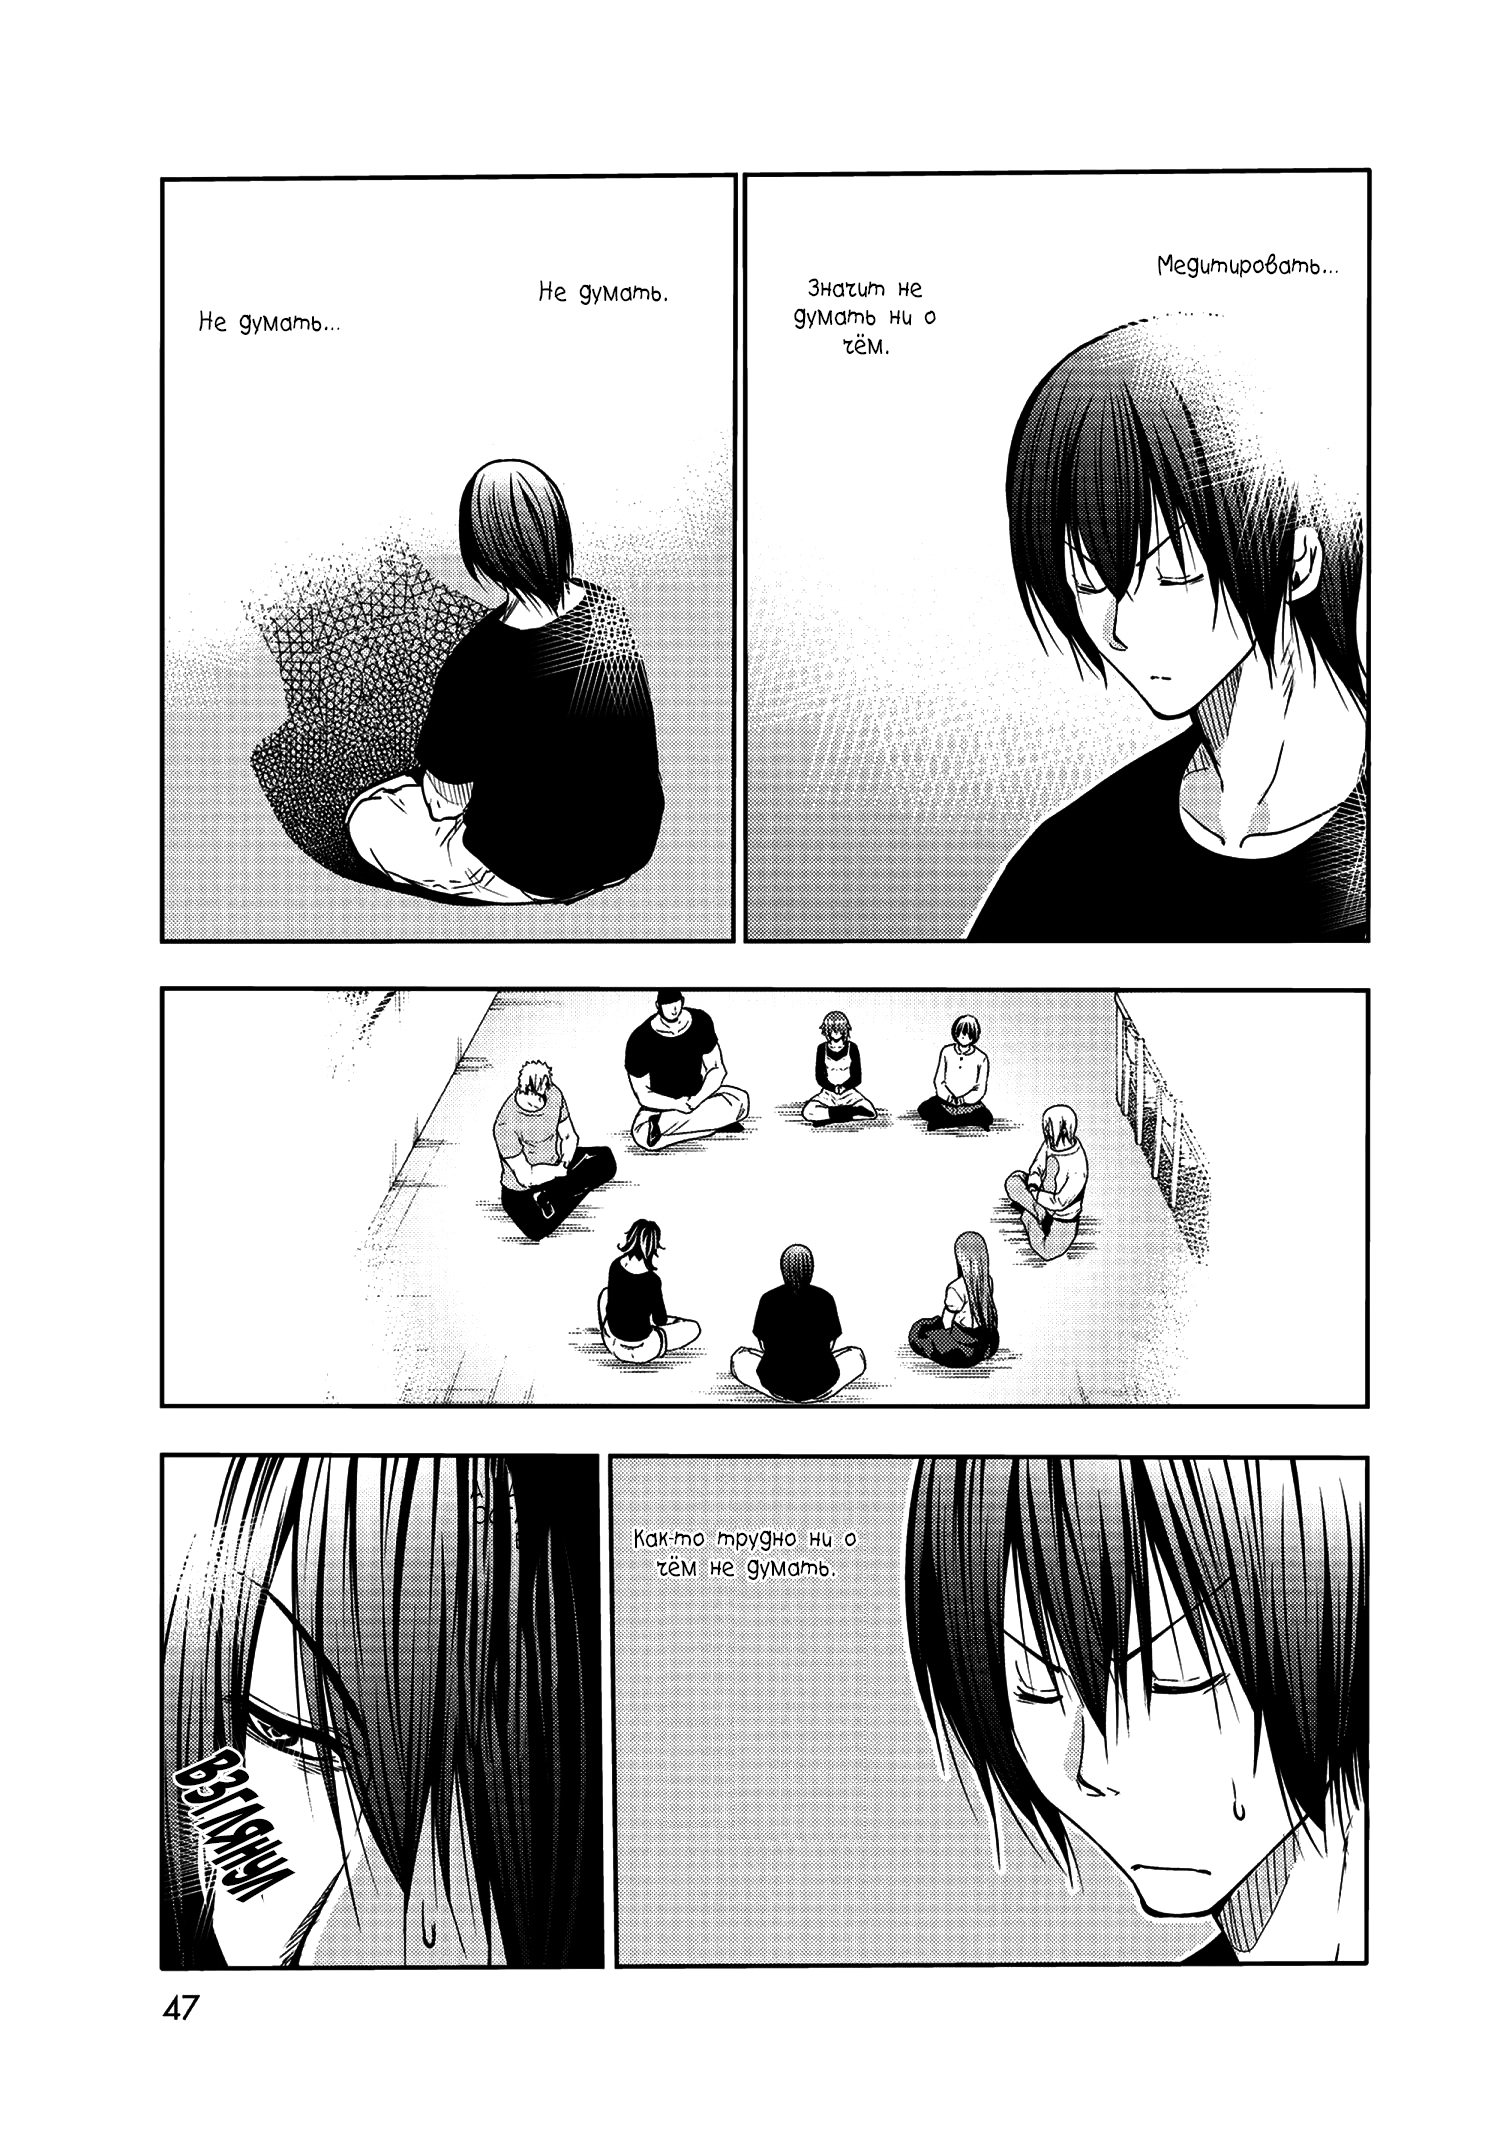 Медитировать...
Значит не
думать ни о
чём.
Не думать.
Не думать...
Как-то трудно ни о
чём не думать.
ВЗГЛЯНУЛ
47